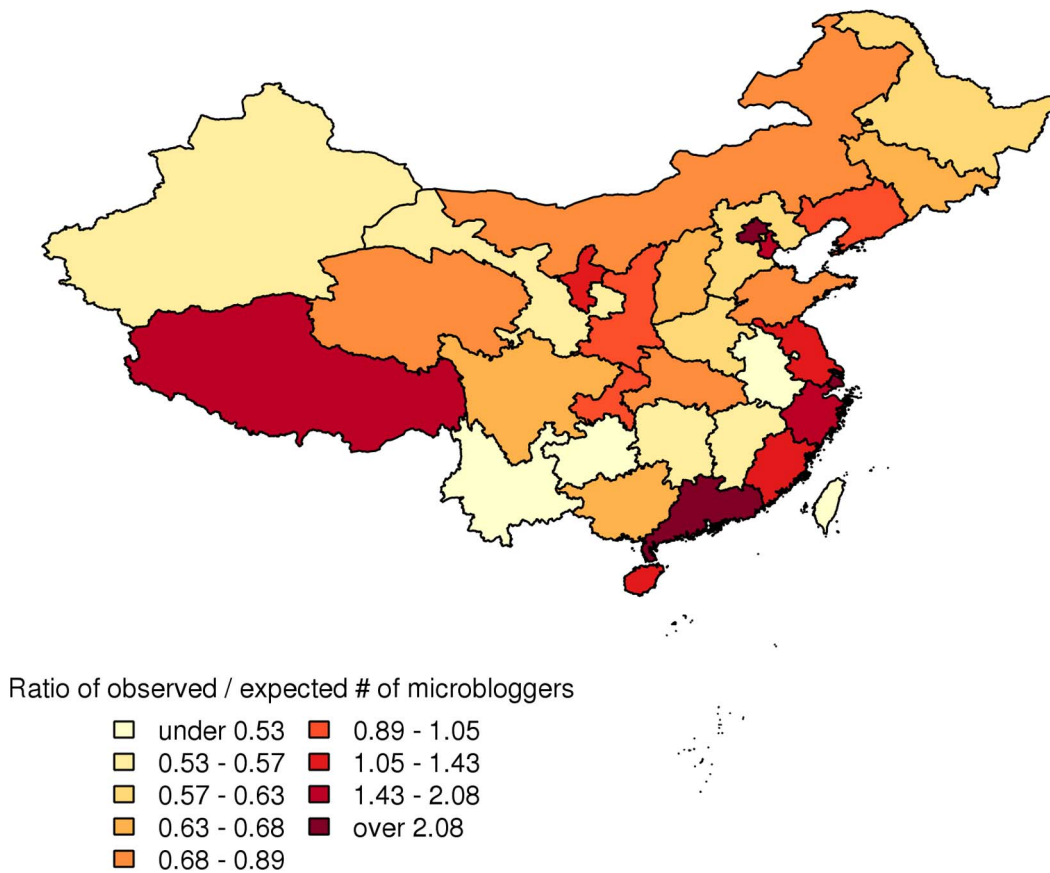 Ratio of observed / expected # of microbloggers
under 0.53
0.53 - 0.57
0.57 - 0.63
0.63 - 0.68
0.68 - 0.89
0.89 - 1.05
1.05 - 1.43
1.43 - 2.08
over 2.08